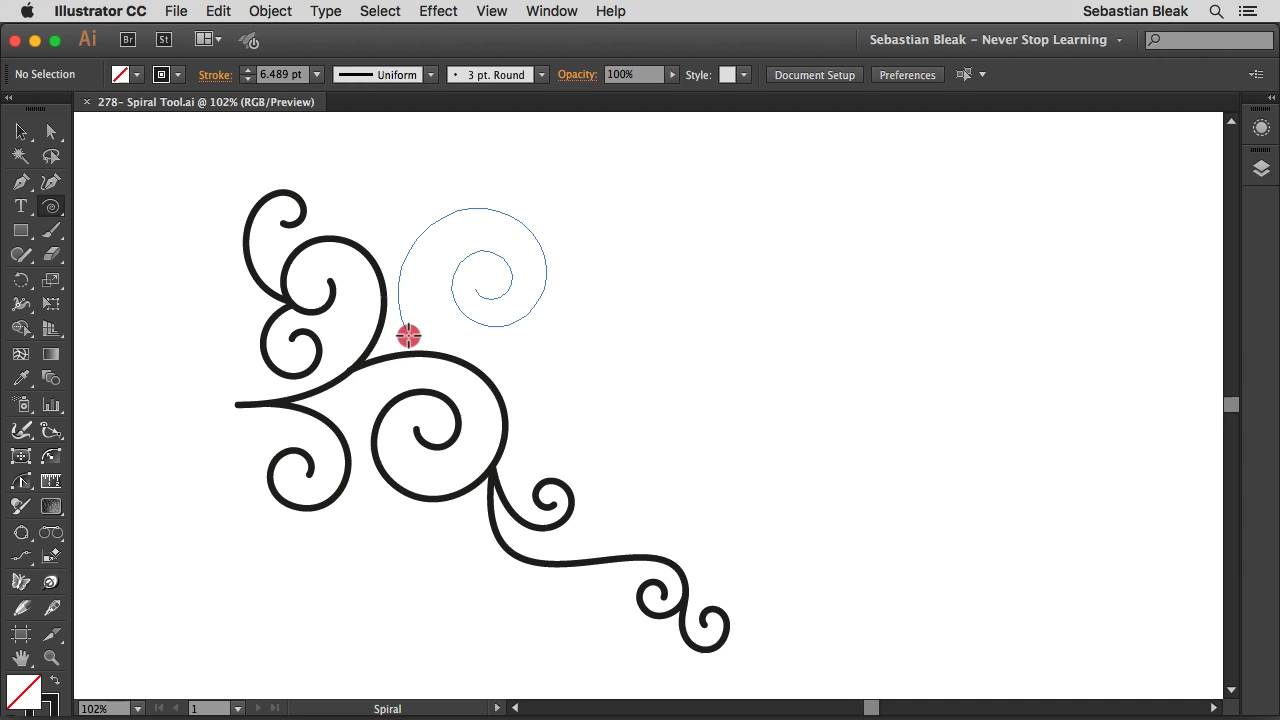 Illustrator CC File Edit Object Type Select Effect View Window Help Sebastian Bleak
Ai Br St Sebastian Bleak – Never Stop Learning
No Selection Stroke: 6.489 pt Uniform 3 pt. Round Opacity: 100% Style: Document Setup Preferences
× 278- Spiral Tool.ai @ 102% (RGB/Preview)
T
102% 1 Spiral